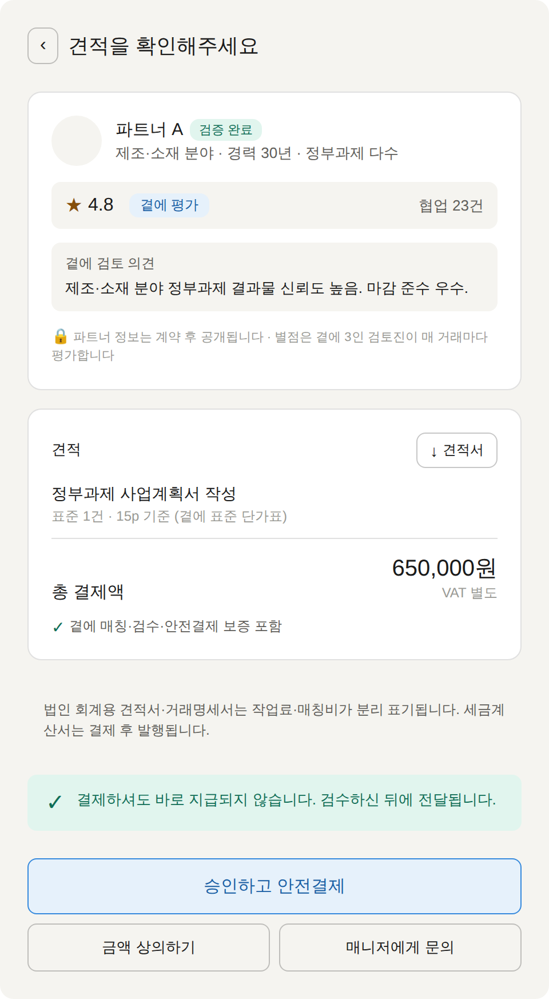 ‹ 견적을 확인해주세요
파트너 A 검증 완료
제조·소재 분야 · 경력 30년 · 정부과제 다수
★ 4.8 곁에 평가 협업 23건
곁에 검토 의견
제조·소재 분야 정부과제 결과물 신뢰도 높음. 마감 준수 우수.
🔒 파트너 정보는 계약 후 공개됩니다 · 별점은 곁에 3인 검토진이 매 거래마다
평가합니다
견적 ↓ 견적서
정부과제 사업계획서 작성
표준 1건 · 15p 기준 (곁에 표준 단가표)
650,000원
총 결제액 VAT 별도
✓ 곁에 매칭·검수·안전결제 보증 포함
법인 회계용 견적서·거래명세서는 작업료·매칭비가 분리 표기됩니다. 세금계
산서는 결제 후 발행됩니다.
✓ 결제하셔도 바로 지급되지 않습니다. 검수하신 뒤에 전달됩니다.
승인하고 안전결제
금액 상의하기 매니저에게 문의